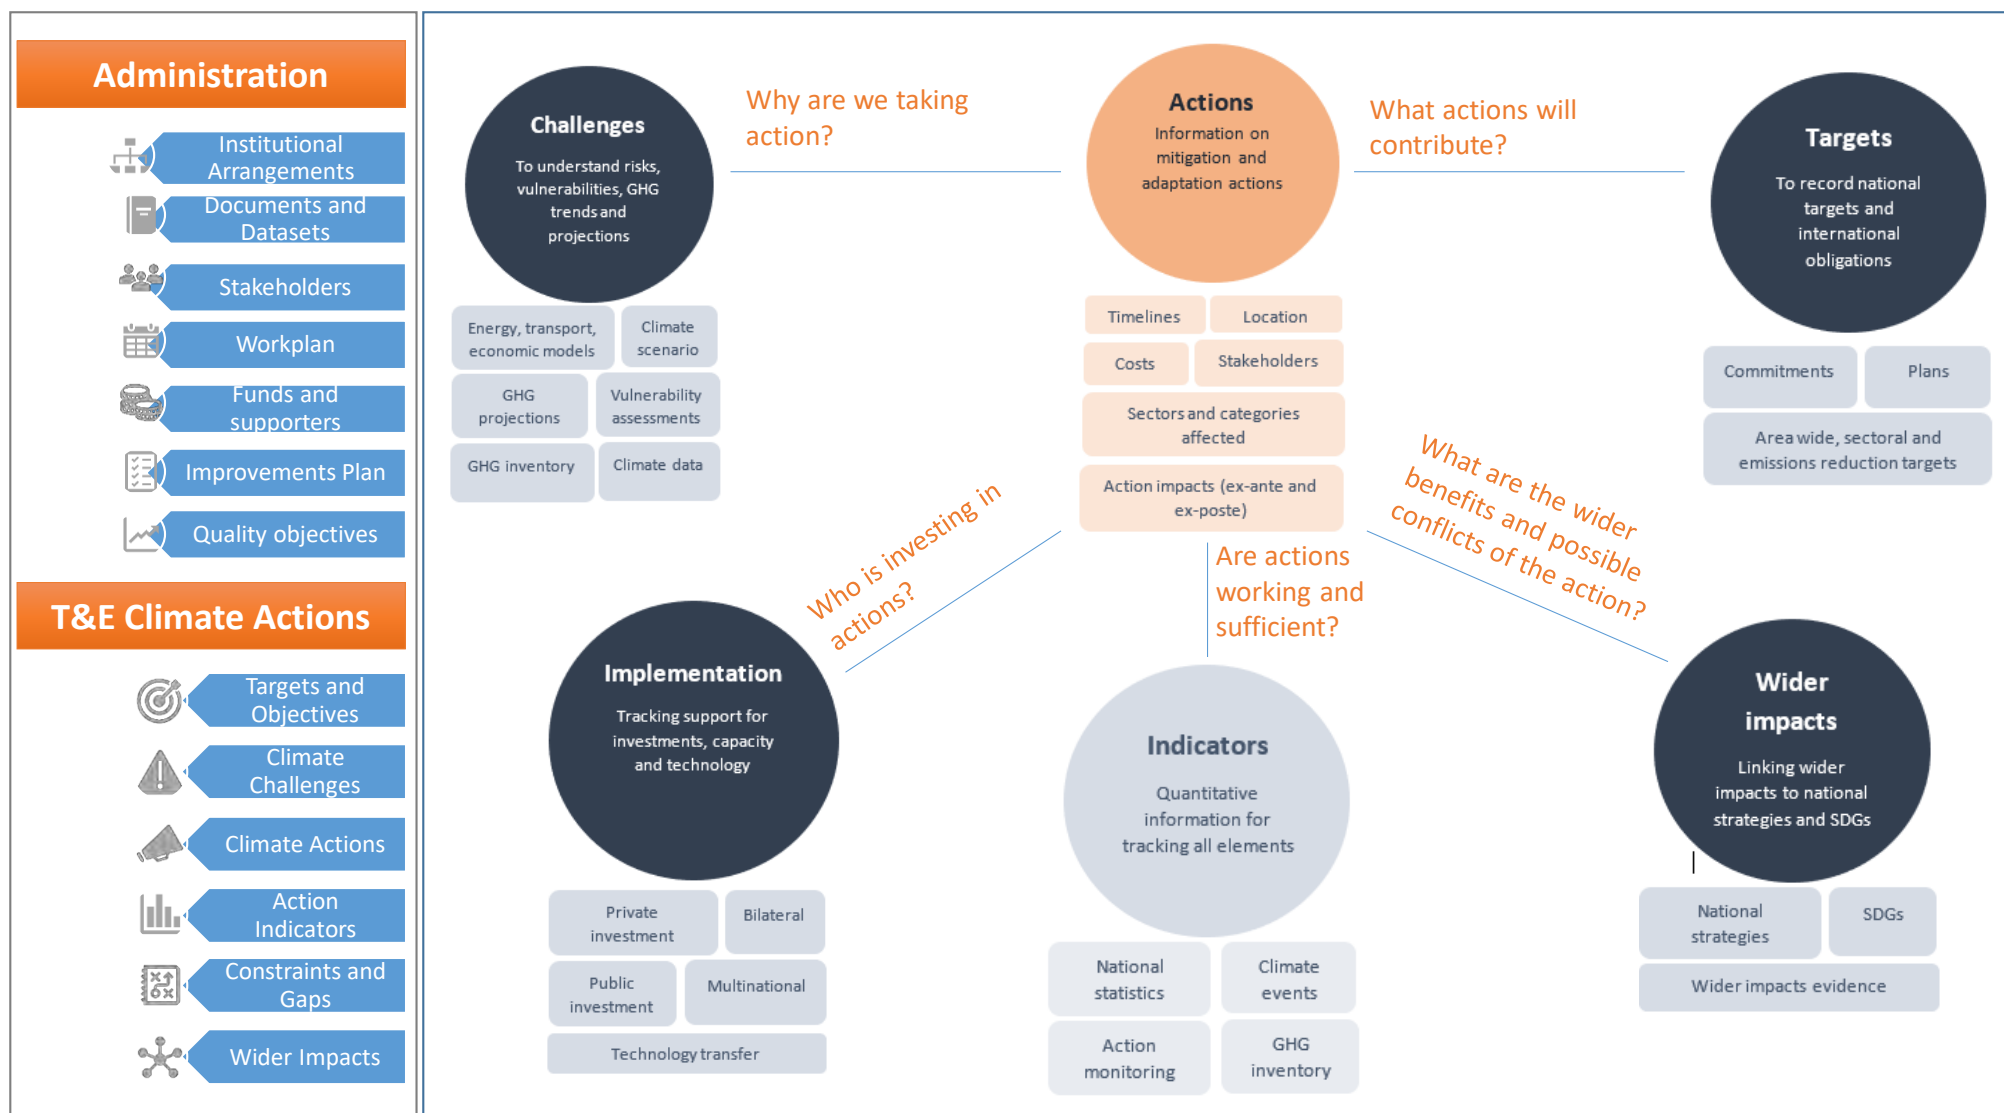 Administration
Institutional
Arrangements
Documents and
Datasets
Stakeholders
Workplan
Funds and
supporters
Improvements Plan
Quality objectives
T&E Climate Actions
Targets and
Objectives
Climate
Challenges
Climate Actions
Action
Indicators
Constraints and
Gaps
Wider Impacts
Challenges
To understand risks,
vulnerabilities, GHG
trends and
projections
Energy, transport,
economic models
Climate
scenario
GHG
projections
Vulnerability
assessments
GHG inventory
Climate data
Why are we taking
action?
Actions
Information on
mitigation and
adaptation actions
Timelines
Location
Costs
Stakeholders
Sectors and categories
affected
Action impacts (ex-ante and
ex-poste)
What actions will
contribute?
Targets
To record national
targets and
international
obligations
Commitments
Plans
Area wide, sectoral and
emissions reduction targets
Who is investing in
actions?
Are actions
working and
sufficient?
What are the wider
benefits and possible
conflicts of the action?
Implementation
Tracking support for
investments, capacity
and technology
Private
investment
Bilateral
Public
investment
Multinational
Technology transfer
Indicators
Quantitative
information for
tracking all elements
National
statistics
Climate
events
Action
monitoring
GHG
inventory
Wider
impacts
Linking wider
impacts to national
strategies and SDGs
National
strategies
SDGs
Wider impacts evidence